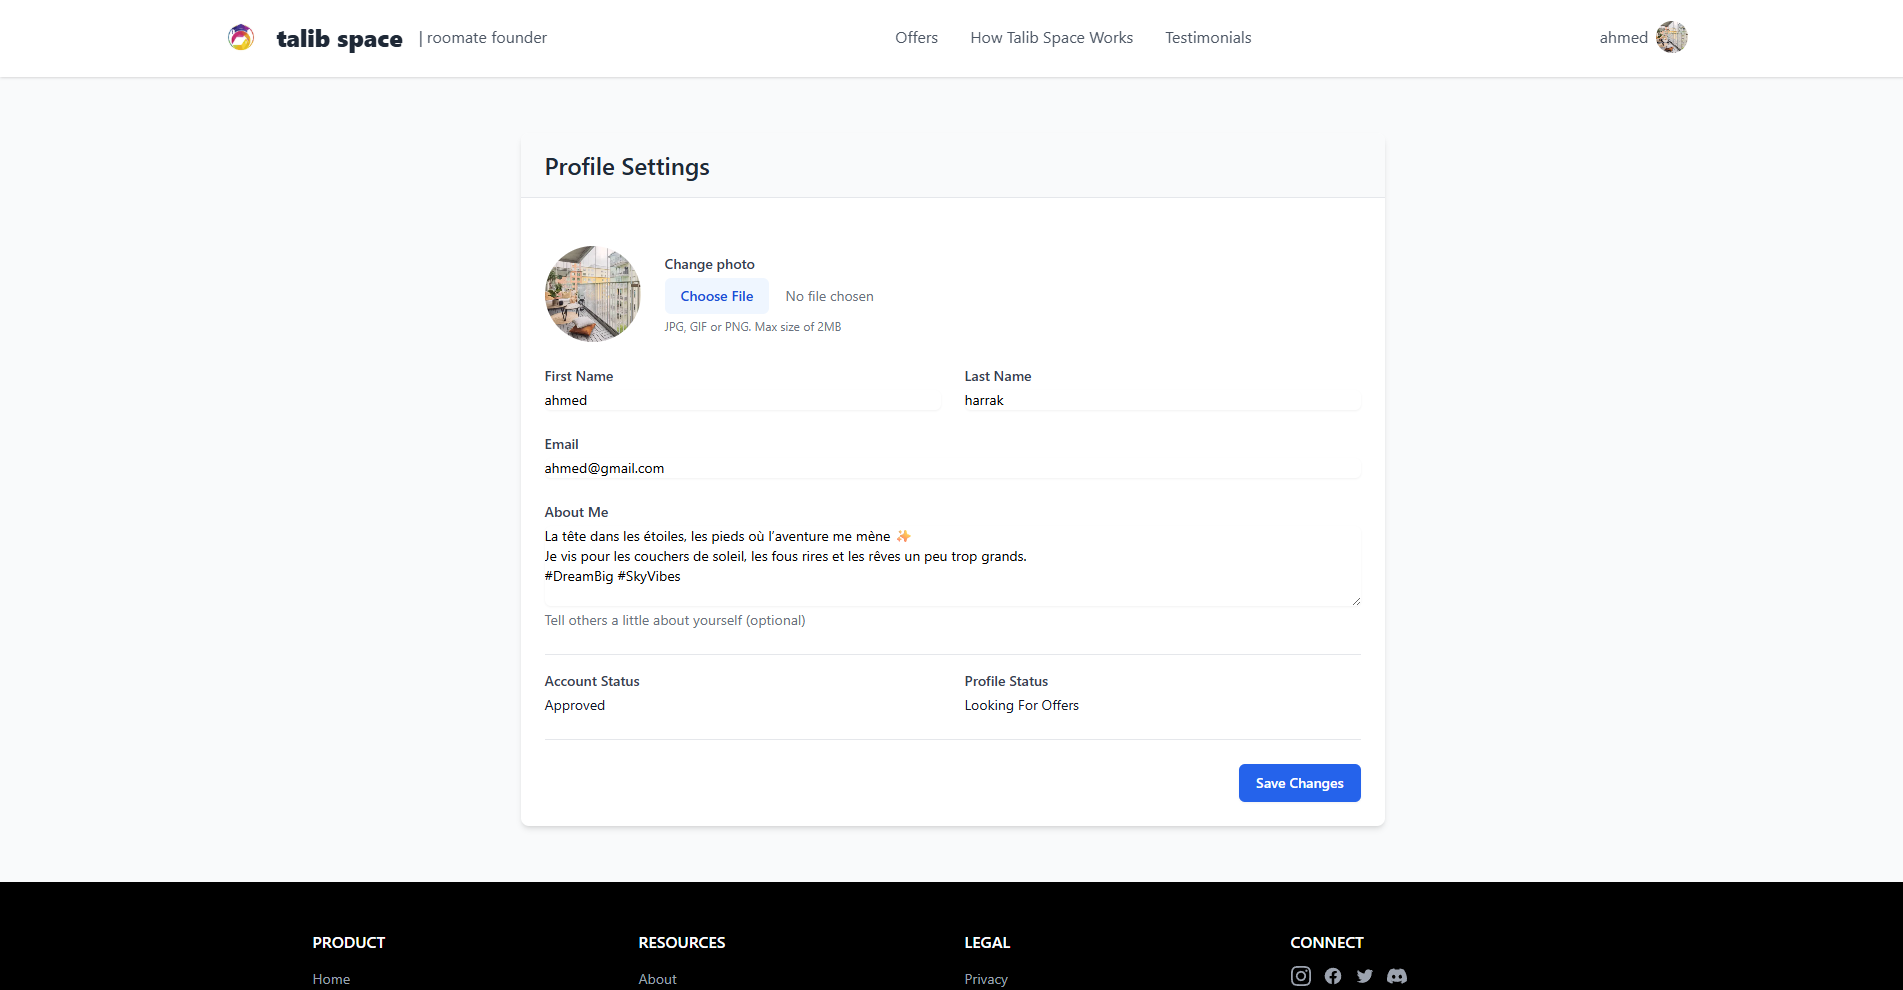 talib space | roomate founder
Offers How Talib Space Works Testimonials
ahmed
Profile Settings
Change photo
Choose File No file chosen
JPG, GIF or PNG. Max size of 2MB
First Name Last Name
ahmed harrak
Email
ahmed@gmail.com
About Me
La tête dans les étoiles, les pieds où l’aventure me mène ✨
Je vis pour les couchers de soleil, les fous rires et les rêves un peu trop grands.
#DreamBig #SkyVibes
Tell others a little about yourself (optional)
Account Status Profile Status
Approved Looking For Offers
Save Changes
PRODUCT RESOURCES LEGAL CONNECT
Home About Privacy